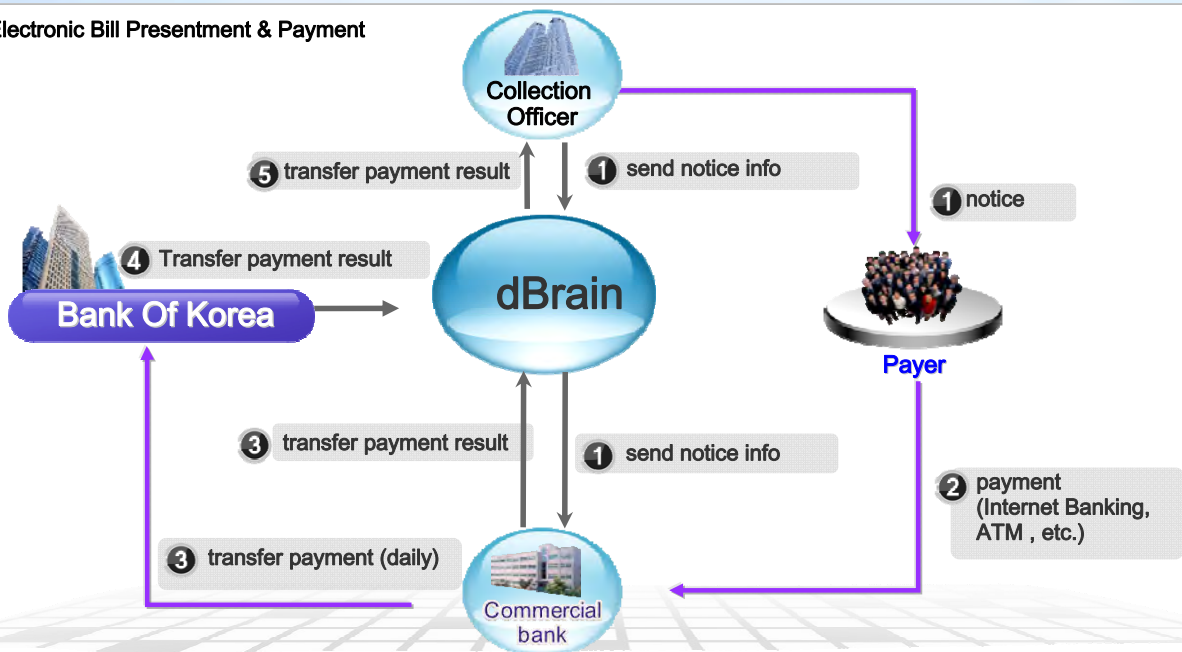 Electronic Bill Presentment & Payment
Collection
Officer
5 transfer payment result
1 send notice info
1 notice
4 Transfer payment result
Bank Of Korea
dBrain
Payer
3 transfer payment result
1 send notice info
2 payment
(Internet Banking,
ATM , etc.)
3 transfer payment (daily)
Commercial
bank